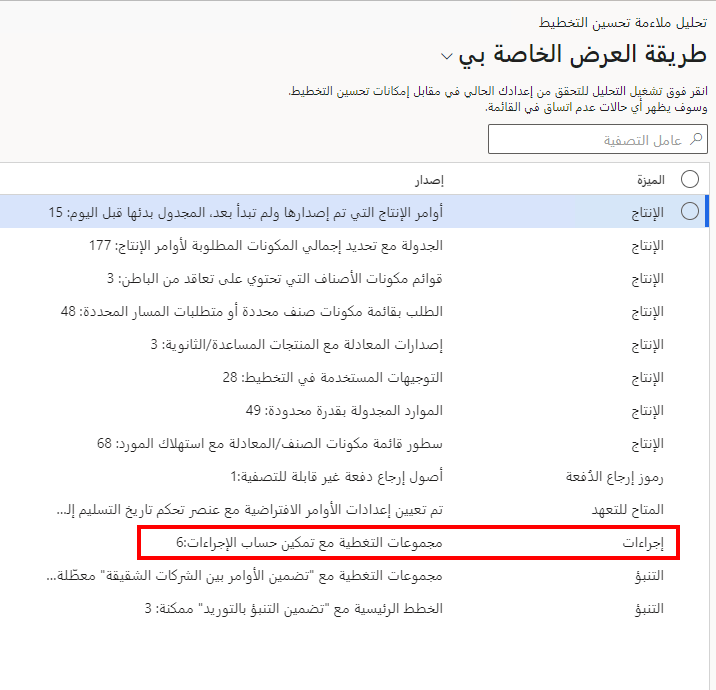 تحليل ملاءمة تحسين التخطيط
طريقة العرض الخاصة بي
انقر فوق تشغيل التحليل للتحقق من إعدادك الحالي في مقابل إمكانات تحسين التخطيط.
وسوف يظهر أي حالات عدم اتساق في القائمة.
عامل التصفية
الميزة إصدار
الإنتاج أوامر الإنتاج التي تم إصدارها ولم تبدأ بعد، المجدول بدئها قبل اليوم: 15
الإنتاج الجدولة مع تحديد إجمالي المكونات المطلوبة لأوامر الإنتاج: 177
الإنتاج قوائم مكونات الأصناف التي تحتوي على تعاقد من الباطن: 3
الإنتاج الطلب بقائمة مكونات صنف محددة أو متطلبات المسار المحددة: 48
الإنتاج إصدارات المعادلة مع المنتجات المساعدة/الثانوية: 3
الإنتاج التوجيهات المستخدمة في التخطيط: 28
الإنتاج الموارد المجدولة بقدرة محدودة: 49
الإنتاج سطور قائمة مكونات الصنف/المعادلة مع استهلاك المورد: 68
رموز إرجاع الدُفعة أصول إرجاع دفعة غير قابلة للتصفية:1
المتاح للتعهد تم تعيين إعدادات الأوامر الافتراضية مع عنصر تحكم تاريخ التسليم إلـ...
إجراءات مجموعات التغطية مع تمكين حساب الإجراءات:6
التنبؤ مجموعات التغطية مع "تضمين الأوامر بين الشركات الشقيقة" معطّلة...
التنبؤ الخطط الرئيسية مع "تضمين التنبؤ بالتوريد" ممكنة: 3